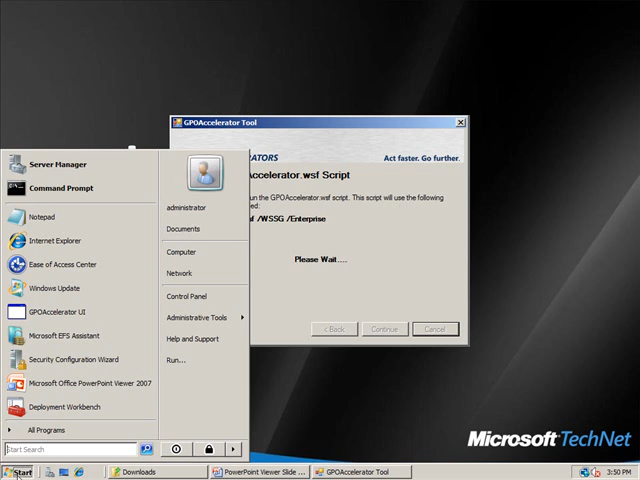 GPOAccelerator Tool
ORATORS
Act faster. Go further.
Accelerator.wsf Script
un the GPOAccelerator.wsf script. This script will use the following
ed:
sf /WSSG /Enterprise
Please Wait....
< Back
Continue
Cancel
Server Manager
Command Prompt
Notepad
Internet Explorer
Ease of Access Center
Windows Update
GPOAccelerator UI
Microsoft EFS Assistant
Security Configuration Wizard
Microsoft Office PowerPoint Viewer 2007
Deployment Workbench
All Programs
Start Search
administrator
Documents
Computer
Network
Control Panel
Administrative Tools
Help and Support
Run...
Microsoft TechNet
Start
Downloads
PowerPoint Viewer Slide ...
GPOAccelerator Tool
3:50 PM